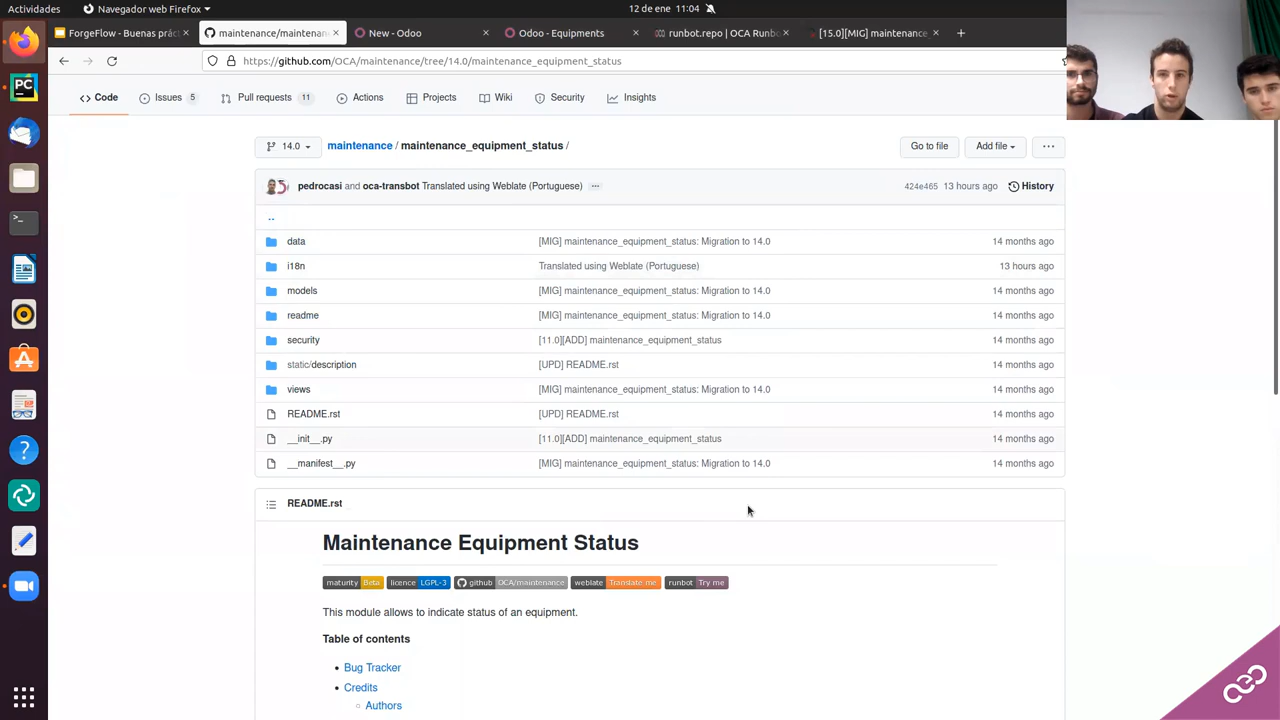 Actividades Navegador web Firefox 12 de ene 11:04
ForgeFlow - Buenas prác maintenance/maintenan New - Odoo Odoo - Equipments runbot.repo | OCA Runb [15.0][MIG] maintenance
https://github.com/OCA/maintenance/tree/14.0/maintenance_equipment_status
Code Issues 5 Pull requests 11 Actions Projects Wiki Security Insights
14.0 maintenance / maintenance_equipment_status / Go to file Add file ...
pedrocasi and oca-transbot Translated using Weblate (Portuguese) ... 424e465 13 hours ago History
..
data [MIG] maintenance_equipment_status: Migration to 14.0 14 months ago
i18n Translated using Weblate (Portuguese) 13 hours ago
models [MIG] maintenance_equipment_status: Migration to 14.0 14 months ago
readme [MIG] maintenance_equipment_status: Migration to 14.0 14 months ago
security [11.0][ADD] maintenance_equipment_status 14 months ago
static/description [UPD] README.rst 14 months ago
views [MIG] maintenance_equipment_status: Migration to 14.0 14 months ago
README.rst [UPD] README.rst 14 months ago
__init__.py [11.0][ADD] maintenance_equipment_status 14 months ago
__manifest__.py [MIG] maintenance_equipment_status: Migration to 14.0 14 months ago
README.rst
Maintenance Equipment Status
maturity Beta licence LGPL-3 github OCA/maintenance weblate Translate me runbot Try me
This module allows to indicate status of an equipment.
Table of contents
• Bug Tracker
• Credits
◦ Authors